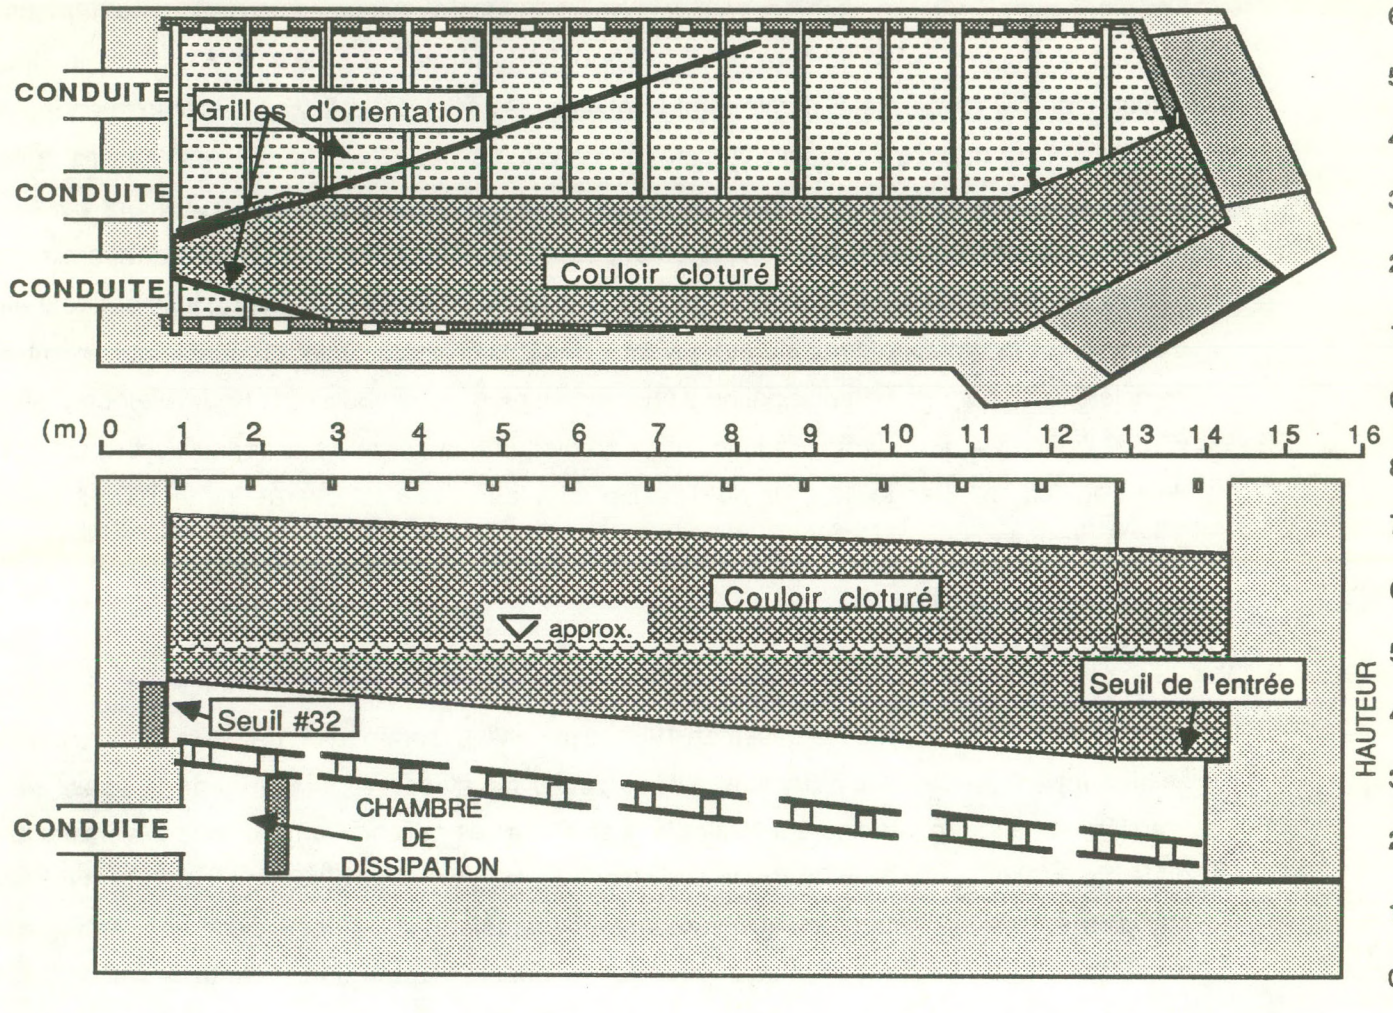 CONDUITE
Grilles d'orientation
CONDUITE
CONDUITE
Couloir cloturé
(m) 0 1 2 3 4 5 6 7 8 9 10 11 12 13 14 15 16
Couloir cloturé
approx.
Seuil de l'entrée
Seuil #32
HAUTEUR
CONDUITE
CHAMBRE
DE
DISSIPATION